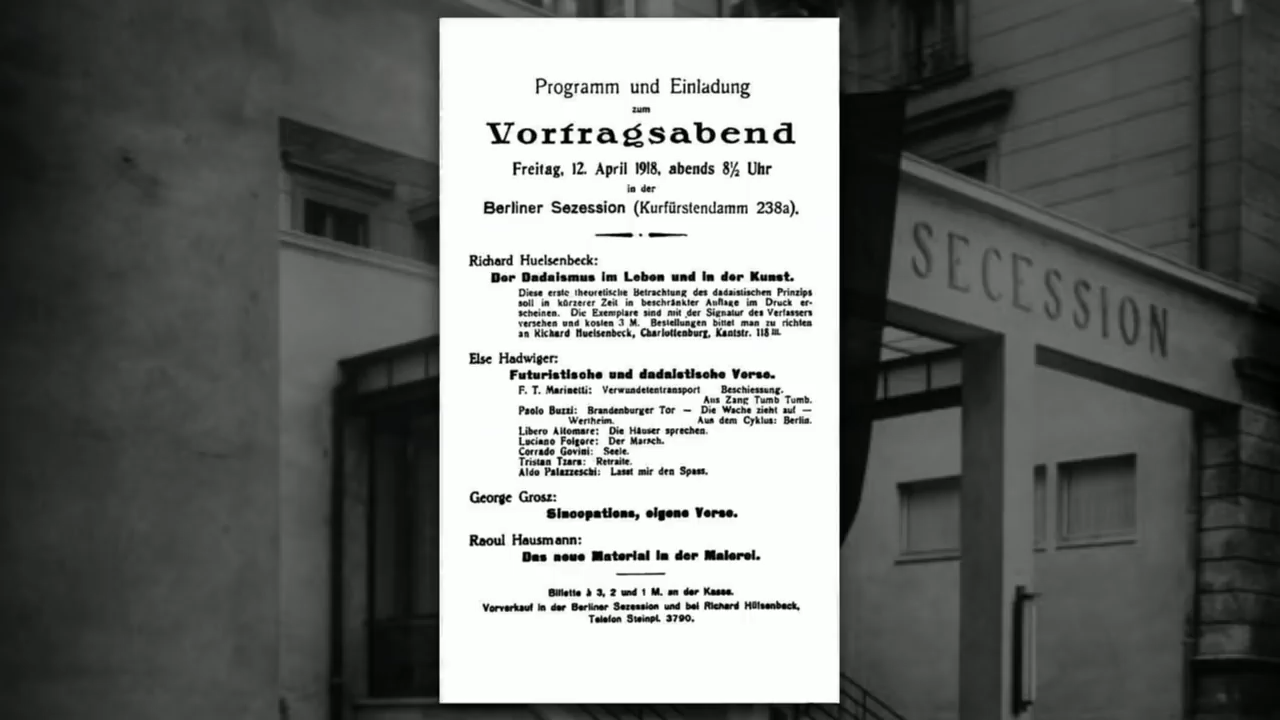 Programm und Einladung
zum
Vortragsabend
Freitag, 12. April 1918, abends 8½ Uhr
in der
Berliner Sezession (Kurfürstendamm 238a).
Richard Huelsenbeck:
Der Dadaismus im Leben und in der Kunst.
Diese erste theoretische Betrachtung des dadaistischen Prinzips
soll in körzerer Zeit in beschränkter Auflage im Druck er-
scheinen. Die Exemplare sind mit der Signatur des Verfassers
versehen und kosten 3 M. Bestellungen bittet man zu richten
an Richard Huelsenbeck, Charlottenburg, Kantstr. 118 III.
Else Hadwiger:
Futuristische und dadaistische Verse.
F. T. Marinetti: Verwundetentransport Beschiessung.
Aus Zang Tumb Tumb.
Paolo Buzzi: Brandenburger Tor — Die Wache zieht auf —
Wertheim. Aus dem Cyklus: Berlin.
Libero Altomare: Die Häuser sprechen.
Luciano Folgore: Der Marsch.
Corrado Govini: Seele.
Tristan Tzara: Retraite.
Aldo Palazzeschi: Lasst mir den Spass.
George Grosz:
Sincopations, eigene Verse.
Raoul Hausmann:
Das neue Material in der Malerei.
Billette à 3, 2 und 1 M. an der Kasse.
Vorverkauf in der Berliner Sezession und bei Richard Hülsenbeck,
Telefon Steinpl. 3790.
SECESSION